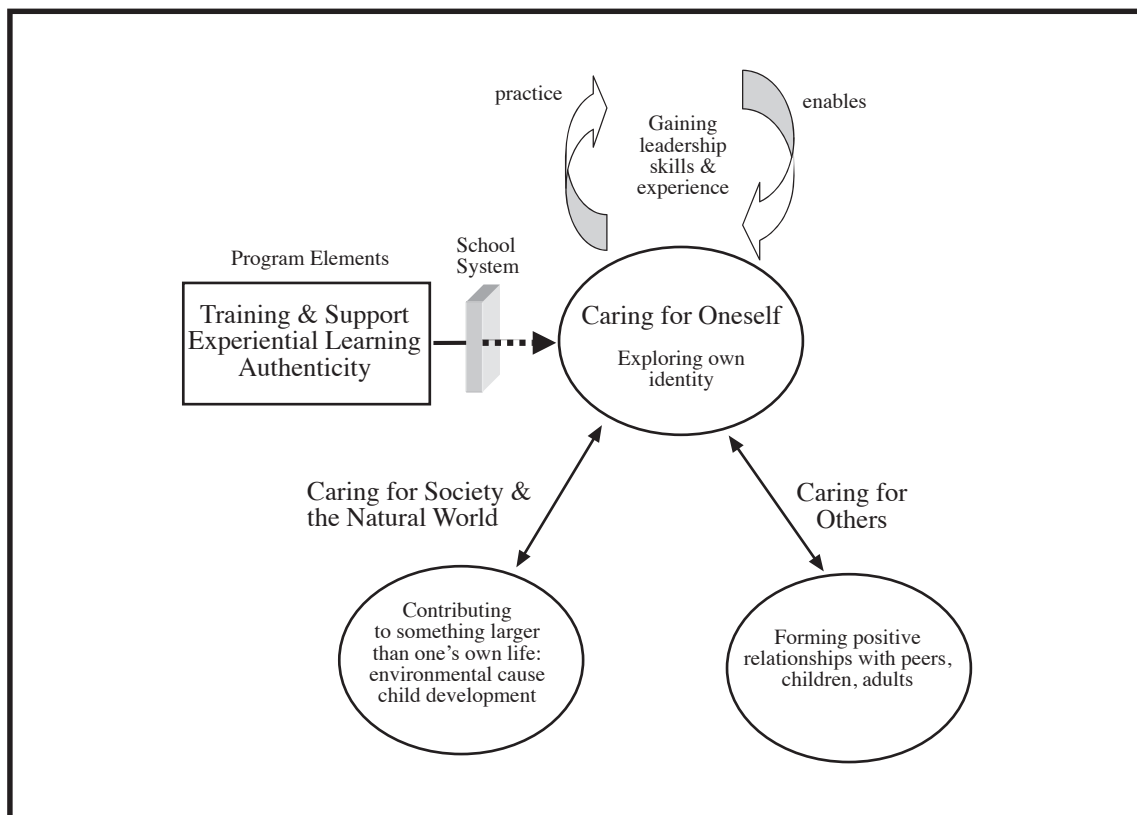 practice
enables
Gaining
leadership
skills &
experience
School
System
Program Elements
Training & Support
Experiential Learning
Authenticity
Caring for Oneself
Exploring own
identity
Caring for Society &
the Natural World
Caring for
Others
Contributing
to something larger
than one's own life:
environmental cause
child development
Forming positive
relationships with peers,
children, adults